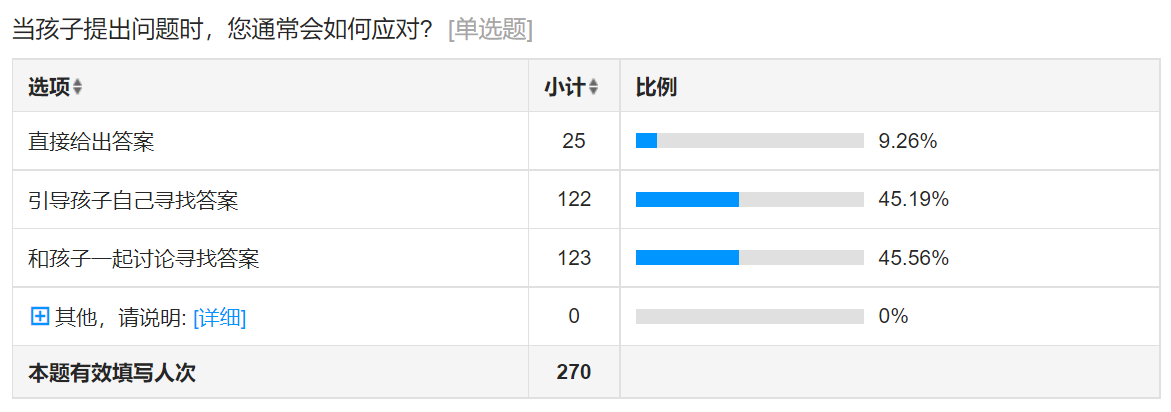 当孩子提出问题时，您通常会如何应对？ [单选题]
选项 小计 比例
直接给出答案 25 9.26%
引导孩子自己寻找答案 122 45.19%
和孩子一起讨论寻找答案 123 45.56%
其他，请说明: [详细] 0 0%
本题有效填写人次 270